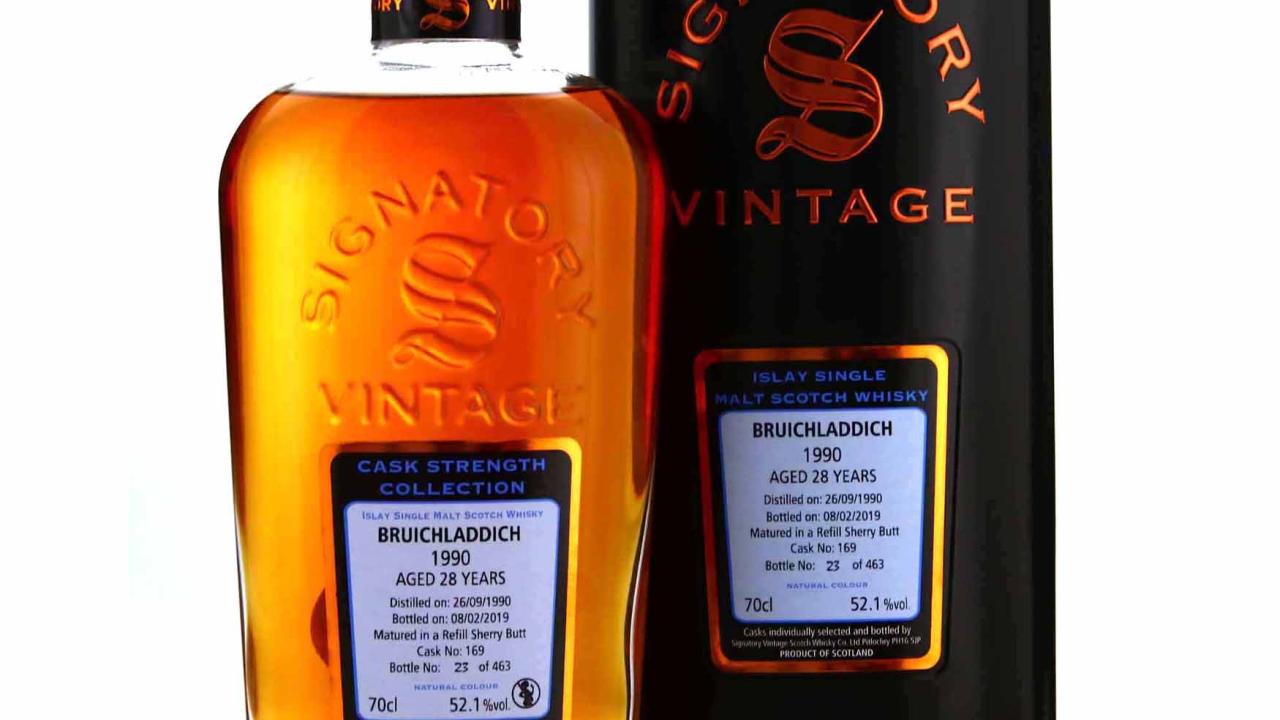 ORY
VIN
SIGNATORY
S
VINTAGE
CASK STRENGTH
COLLECTION
ISLAY SINGLE MALT SCOTCH WHISKY
BRUICHLADDICH
1990
AGED 28 YEARS
Distilled on: 26/09/1990
Bottled on: 08/02/2019
Matured in a Refill Sherry Butt
Cask No: 169
Bottle No: 23 of 463
NATURAL COLOUR
70cl 52.1%vol.
SIG
ORY
S
VINTAGE
ISLAY SINGLE
MALT SCOTCH WHISKY
BRUICHLADDICH
1990
AGED 28 YEARS
Distilled on: 26/09/1990
Bottled on: 08/02/2019
Matured in a Refill Sherry Butt
Cask No: 169
Bottle No: 23 of 463
NATURAL COLOUR
70cl 52.1%vol.
Casks individually selected and bottled by
Signatory Vintage Scotch Whisky Co. Ltd Pitlochry PH16 5JP
PRODUCT OF SCOTLAND